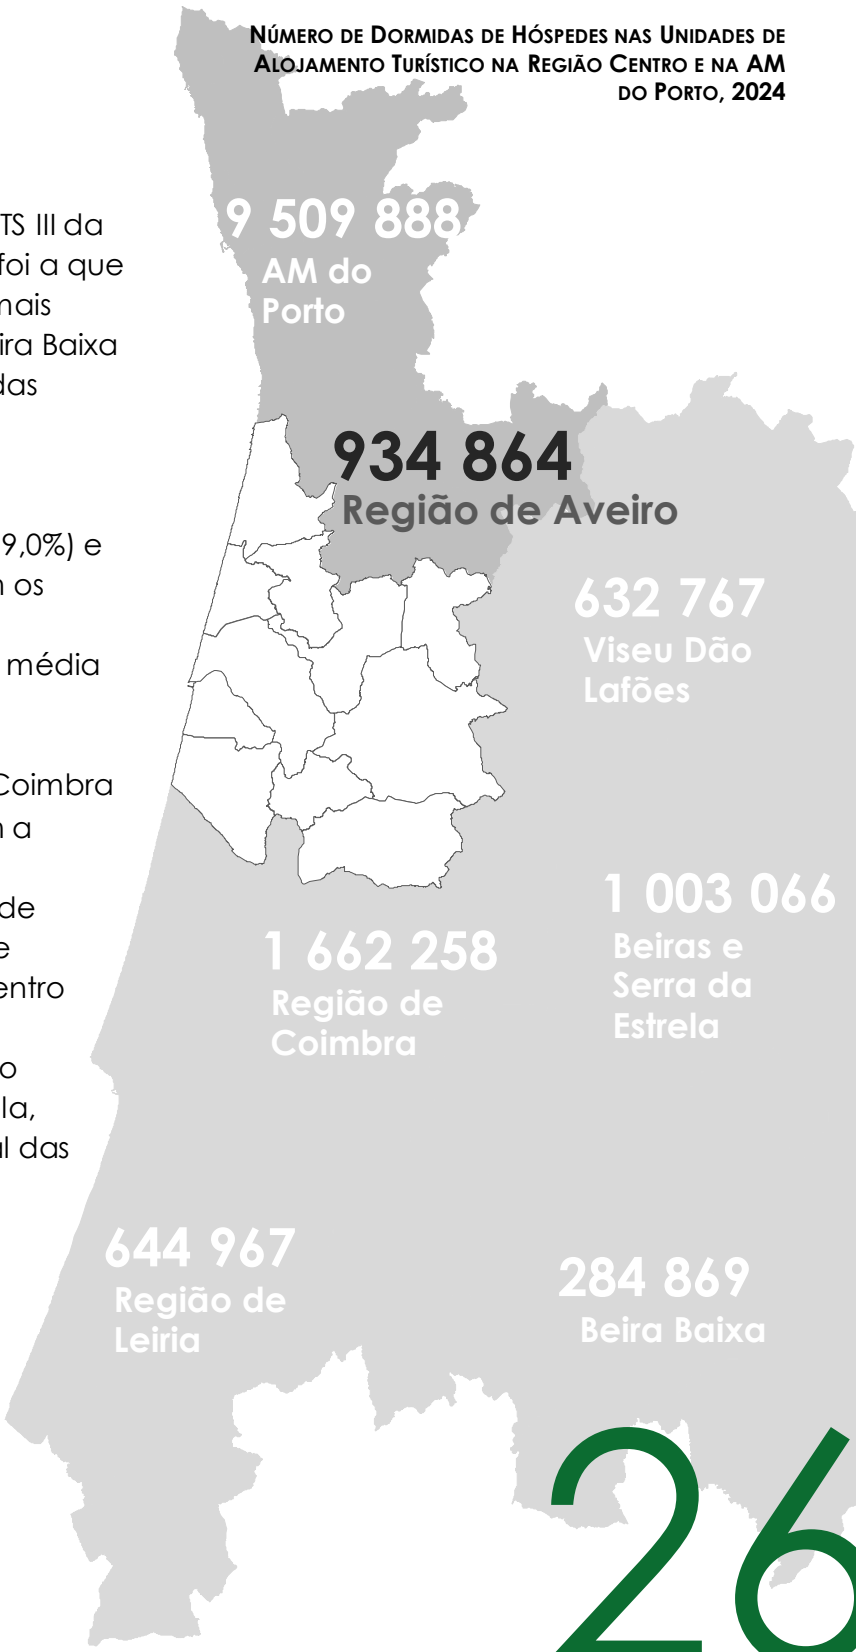 Número de Dormidas de Hóspedes nas Unidades de
Alojamento Turístico na Região Centro e na AM
do Porto, 2024
TS III da
foi a que
mais
ira Baixa
das
9,0%) e
os
média
Coimbra
a
de
e
entro
o
la,
al das
9 509 888
AM do
Porto
934 864
Região de Aveiro
632 767
Viseu Dão
Lafões
1 003 066
Beiras e
Serra da
Estrela
1 662 258
Região de
Coimbra
644 967
Região de
Leiria
284 869
Beira Baixa
26